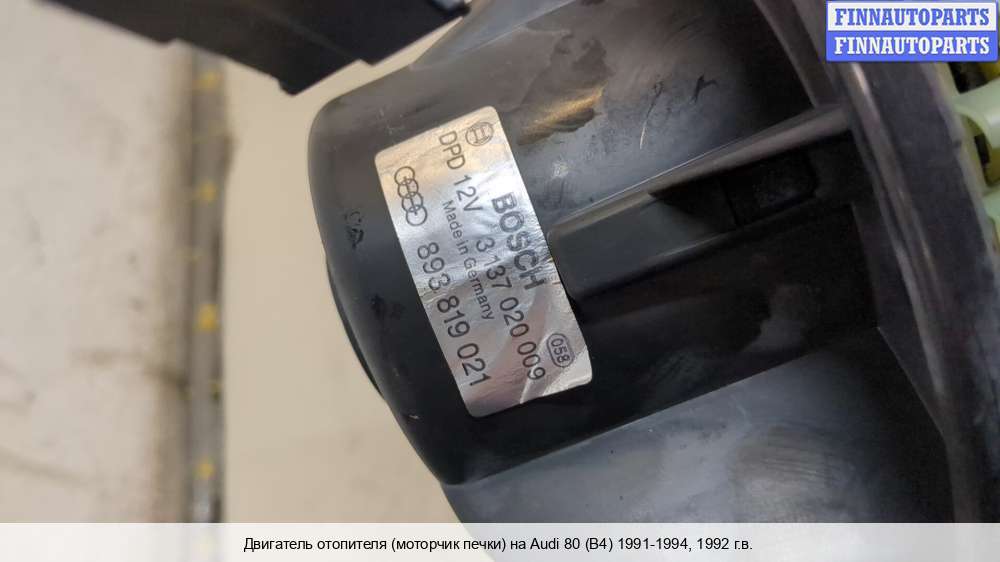 FINNAUTOPARTS
FINNAUTOPARTS
BOSCH
DPD 12V 3 137 020 009
Made in Germany
058
893 819 021
Двигатель отопителя (моторчик печки) на Audi 80 (B4) 1991-1994, 1992 г.в.